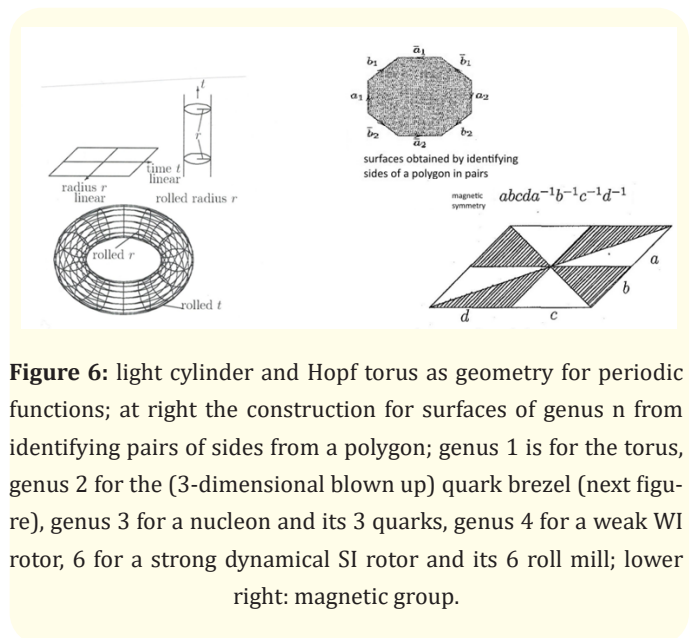 t
r
time t
linear
radius r
linear
rolled radius r
rolled r
rolled t
a̅₁
b₁
b̅₁
a₁
a₂
b̅₂
b₂
a̅₂
surfaces obtained by identifying
sides of a polygon in pairs
magnetic
symmetry
abcda⁻¹b⁻¹c⁻¹d⁻¹
a
b
d
c
Figure 6: light cylinder and Hopf torus as geometry for periodic
functions; at right the construction for surfaces of genus n from
identifying pairs of sides from a polygon; genus 1 is for the torus,
genus 2 for the (3-dimensional blown up) quark brezel (next figu-
re), genus 3 for a nucleon and its 3 quarks, genus 4 for a weak WI
rotor, 6 for a strong dynamical SI rotor and its 6 roll mill; lower
right: magnetic group.